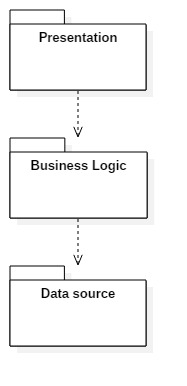 Presentation
Business Logic
Data source